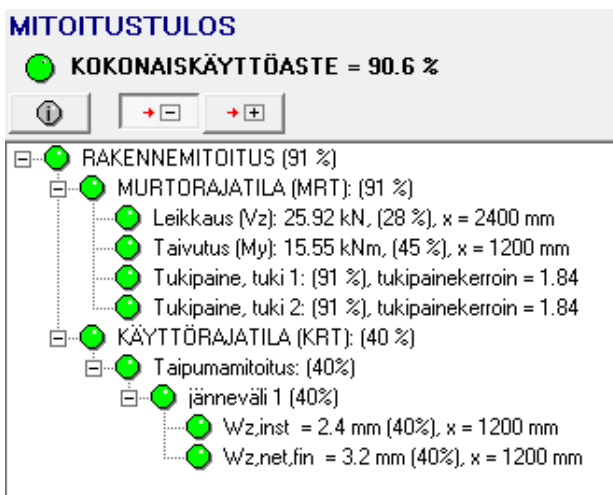 MITOITUSTULOS
KOKONAISKÄYTTÖASTE = 90.6 %
RAKENNEMITOITUS (91 %)
MURTORAJATILA (MRT): (91 %)
Leikkaus (Vz): 25.92 kN, (28 %), x = 2400 mm
Taivutus (My): 15.55 kNm, (45 %), x = 1200 mm
Tukipaine, tuki 1: (91 %), tukipainekerroin = 1.84
Tukipaine, tuki 2: (91 %), tukipainekerroin = 1.84
KÄYTTÖRAJATILA (KRT): (40 %)
Taipumamitoitus: (40%)
jänneväli 1 (40%)
Wz,inst = 2.4 mm (40%), x = 1200 mm
Wz,net,fin = 3.2 mm (40%), x = 1200 mm